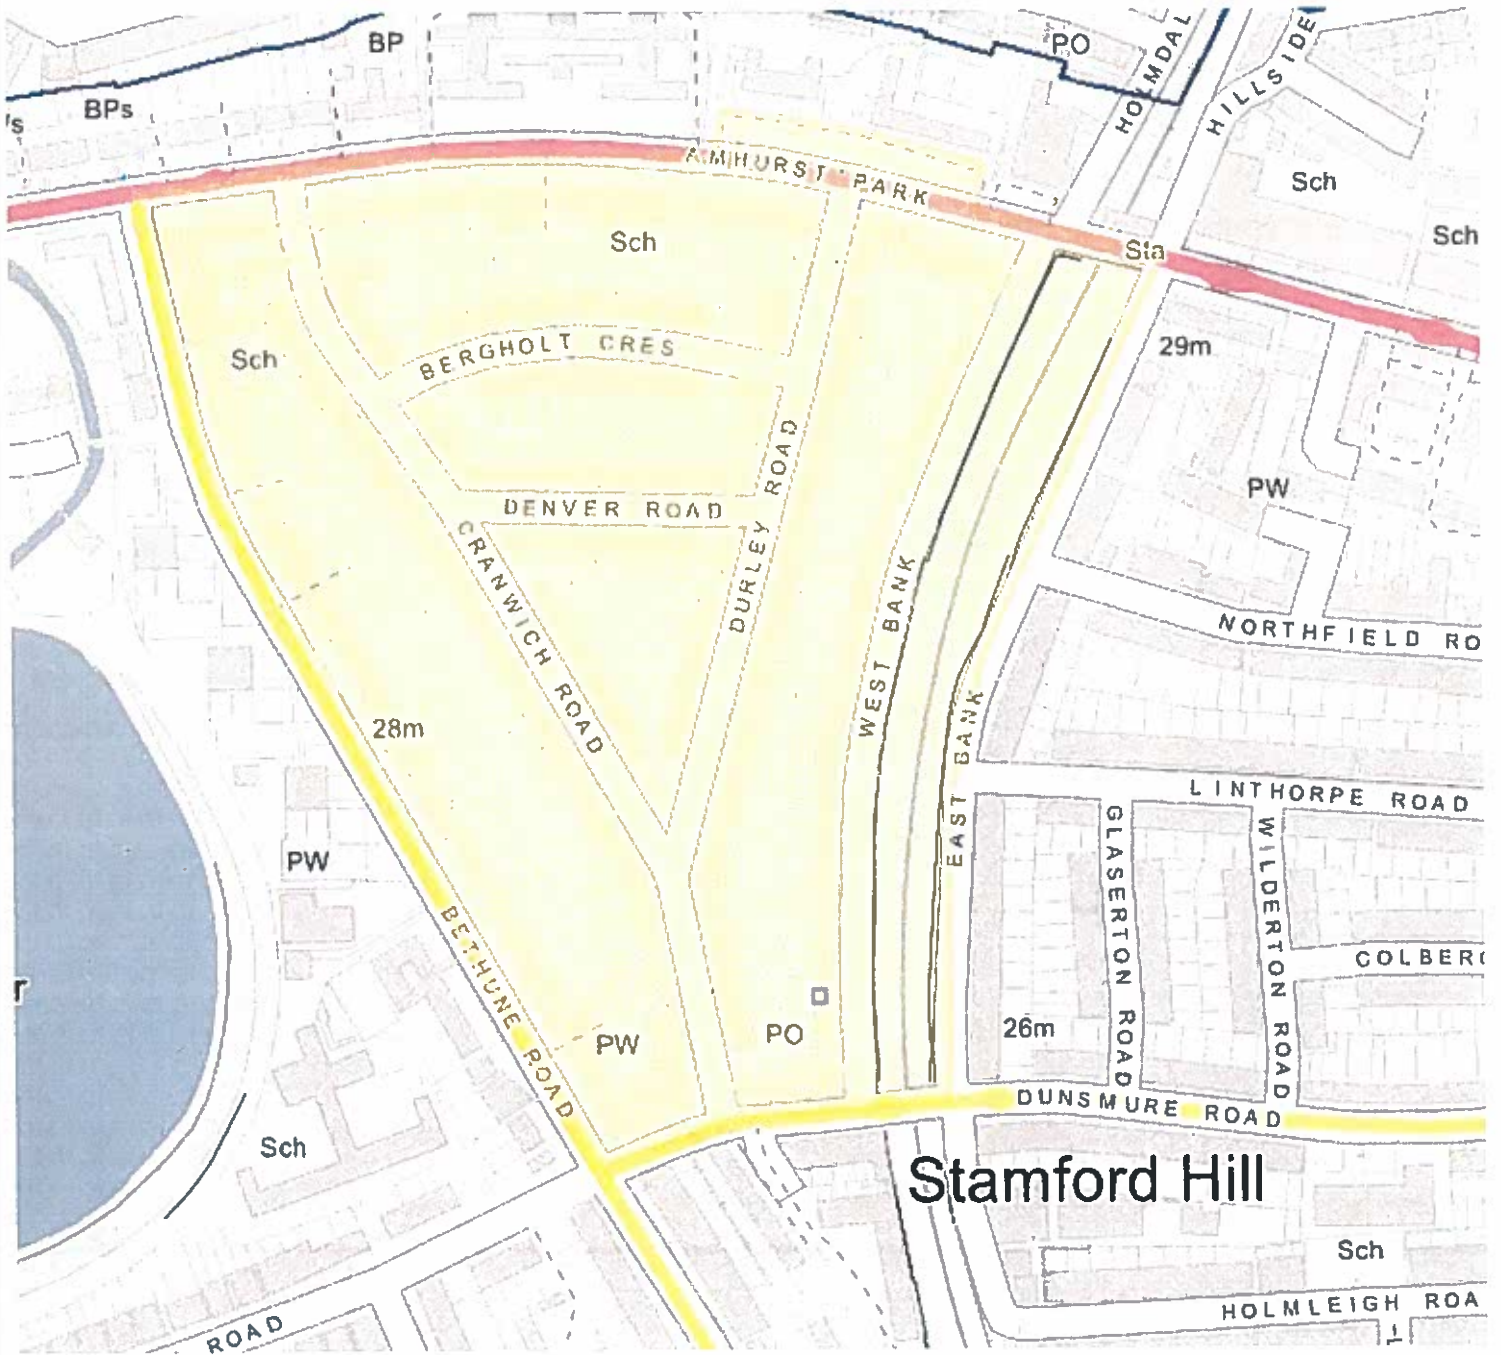 BP
PO
HOLMDAL
HILLSIDE
BPs
's
AMHURST PARK
Sch
Sch
Sch
Sta
Sch
BERGHOLT CRES
29m
DURLEY ROAD
PW
DENVER ROAD
CRANWICH ROAD
WEST BANK
NORTHFIELD RO
28m
EAST BANK
LINTHORPE ROAD
GLASERTON ROAD
WILDERTON ROAD
PW
BETHUNE ROAD
COLBER
r
26m
PO
PW
DUNSMURE ROAD
Sch
Stamford Hill
Sch
HOLMLEIGH ROA
ROAD